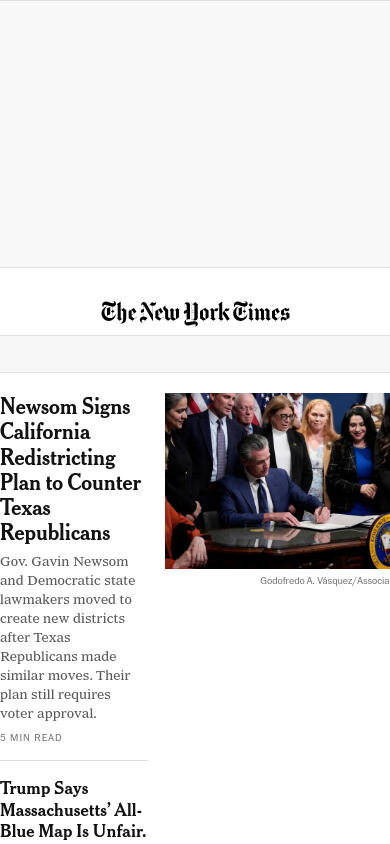 The New York Times
Newsom Signs
California
Redistricting
Plan to Counter
Texas
Republicans
Gov. Gavin Newsom
and Democratic state
lawmakers moved to
create new districts
after Texas
Republicans made
similar moves. Their
plan still requires
voter approval.
5 MIN READ
Godofredo A. Vásquez/Associa
Trump Says
Massachusetts’ All-
Blue Map Is Unfair.